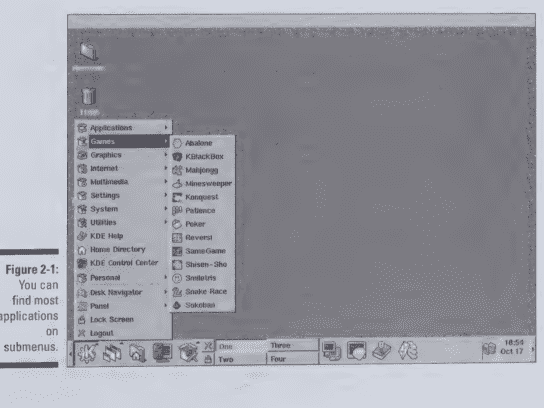 Applications
Games
Graphics
Internet
Multimedia
Settings
System
Utilities
KDE Help
Home Directory
KDE Control Center
Personal
Disk Navigator
Panel
Lock Screen
Logout
Abalone
KBlackBox
Mahjongg
Minesweeper
Konquest
Patience
Poker
Reversi
SameGame
Shisen-Sho
Smiletris
Snake Race
Sokoban
One
Two
Three
Four
18:54
Oct 17
Figure 2-1:
You can
find most
applications
on
submenus.